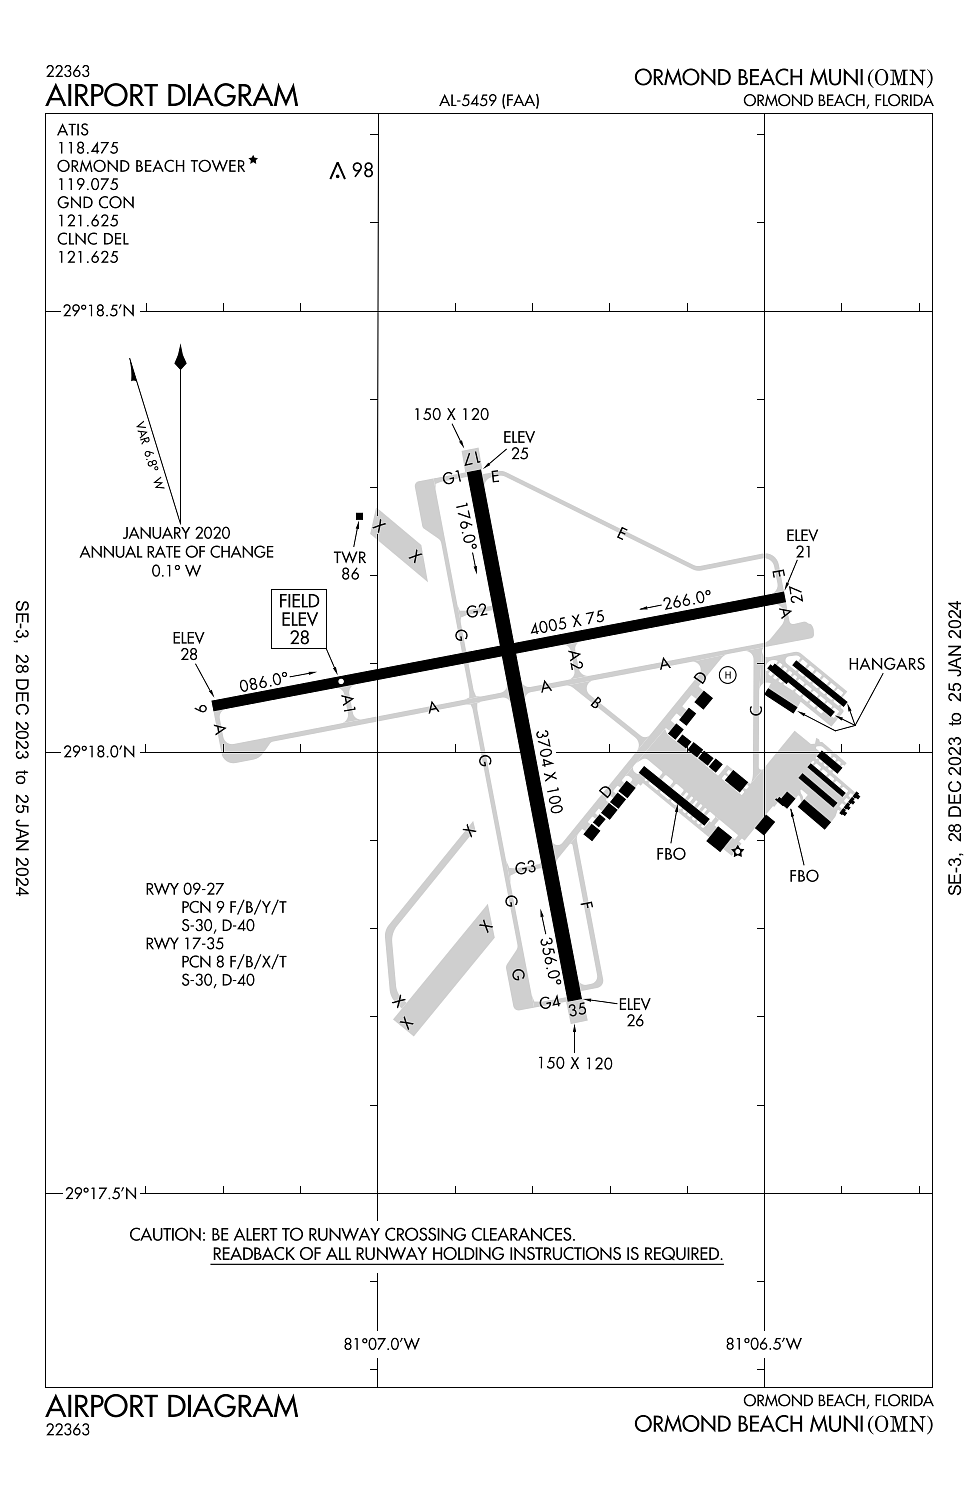 22363
AIRPORT DIAGRAM
AL-5459 (FAA)
ORMOND BEACH MUNI (OMN)
ORMOND BEACH, FLORIDA
ATIS
118.475
ORMOND BEACH TOWER★
119.075
GND CON
121.625
CLNC DEL
121.625
98
29°18.5'N
VAR 6.8° W
JANUARY 2020
ANNUAL RATE OF CHANGE
0.1° W
150 X 120
ELEV
25
17
G1
E
176.0°
E
X
X
TWR
86
ELEV
21
E
27
A
FIELD
ELEV
28
G2
G
4005 X 75
266.0°
ELEV
28
086.0°
9
A
A1
A
A
A2
A
B
D
H
C
HANGARS
29°18.0'N
G
3704 X 100
D
X
FBO
FBO
G3
G
F
X
G
356.0°
X
X
G4
35
ELEV
26
150 X 120
RWY 09-27
PCN 9 F/B/Y/T
S-30, D-40
RWY 17-35
PCN 8 F/B/X/T
S-30, D-40
29°17.5'N
CAUTION: BE ALERT TO RUNWAY CROSSING CLEARANCES.
READBACK OF ALL RUNWAY HOLDING INSTRUCTIONS IS REQUIRED.
81°07.0'W
81°06.5'W
AIRPORT DIAGRAM
22363
ORMOND BEACH, FLORIDA
ORMOND BEACH MUNI (OMN)
SE-3, 28 DEC 2023 to 25 JAN 2024
SE-3, 28 DEC 2023 to 25 JAN 2024